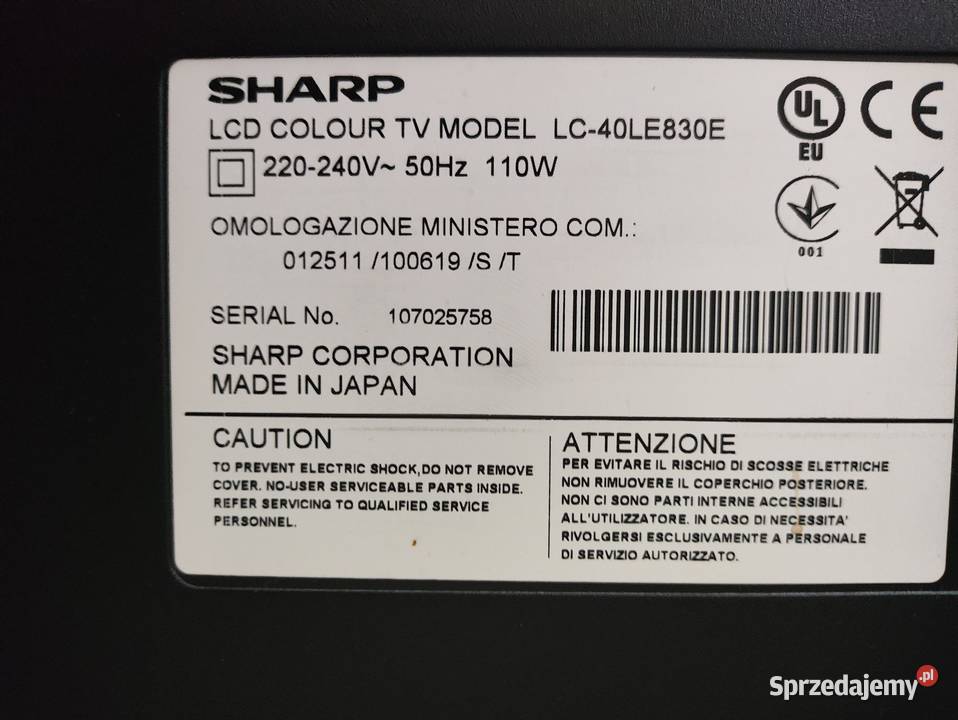 SHARP
LCD COLOUR TV MODEL LC-40LE830E
220-240V~ 50Hz 110W
UL
EU
CE
OMOLOGAZIONE MINISTERO COM.:
012511 /100619 /S /T
001
SERIAL No. 107025758
SHARP CORPORATION
MADE IN JAPAN
CAUTION
TO PREVENT ELECTRIC SHOCK,DO NOT REMOVE
COVER. NO-USER SERVICEABLE PARTS INSIDE.
REFER SERVICING TO QUALIFIED SERVICE
PERSONNEL.
ATTENZIONE
PER EVITARE IL RISCHIO DI SCOSSE ELETTRICHE
NON RIMUOVERE IL COPERCHIO POSTERIORE.
NON CI SONO PARTI INTERNE ACCESSIBILI
ALL'UTILIZZATORE. IN CASO DI NECESSITA'
RIVOLGERSI ESCLUSIVAMENTE A PERSONALE
DI SERVIZIO AUTORIZZATO.
Sprzedajemy.pl